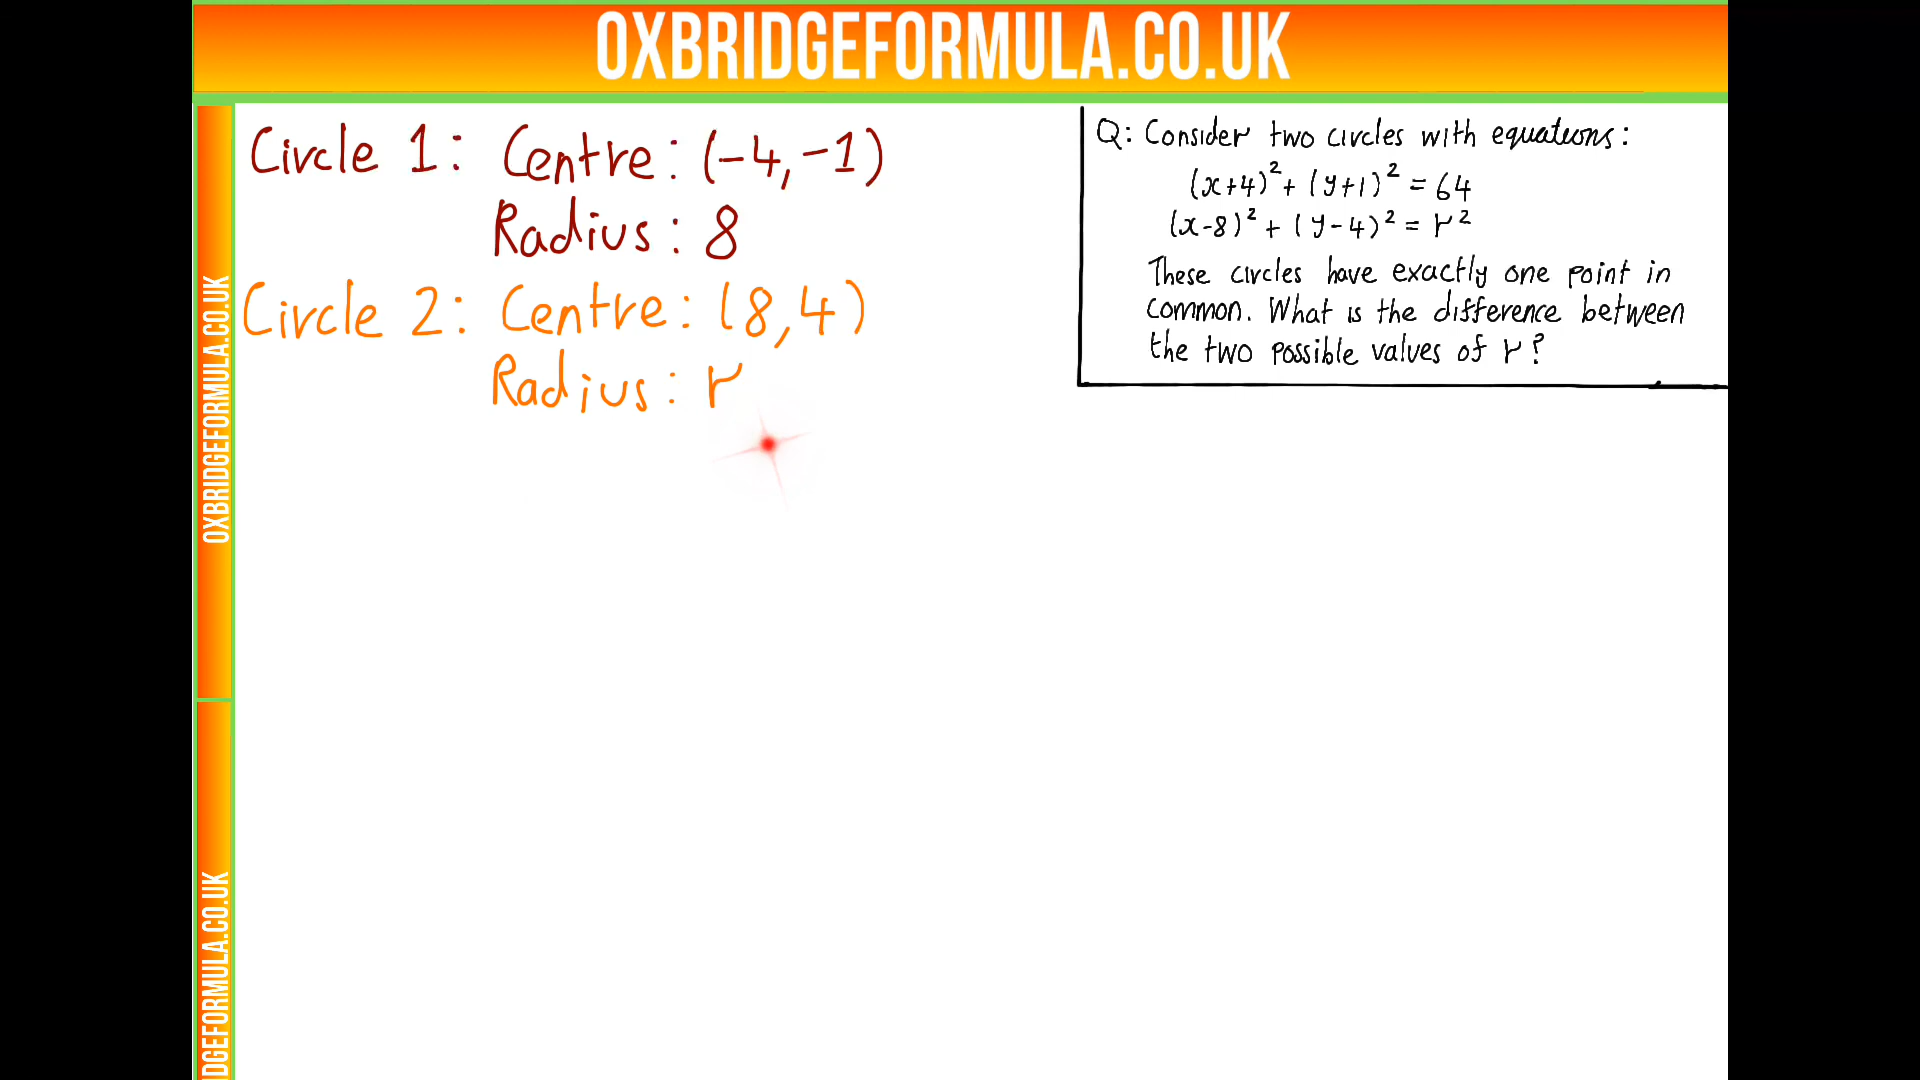 OXBRIDGEFORMULA.CO.UK
Circle 1: Centre: (-4,-1)
Radius: 8
Circle 2: Centre: (8,4)
Radius: r
Q: Consider two circles with equations:
(x+4)² + (y+1)² = 64
(x-8)² + (y-4)² = r²
These circles have exactly one point in
common. What is the difference between
the two possible values of r?
OXBRIDGEFORMULA.CO.UK
DGEFORMULA.CO.UK